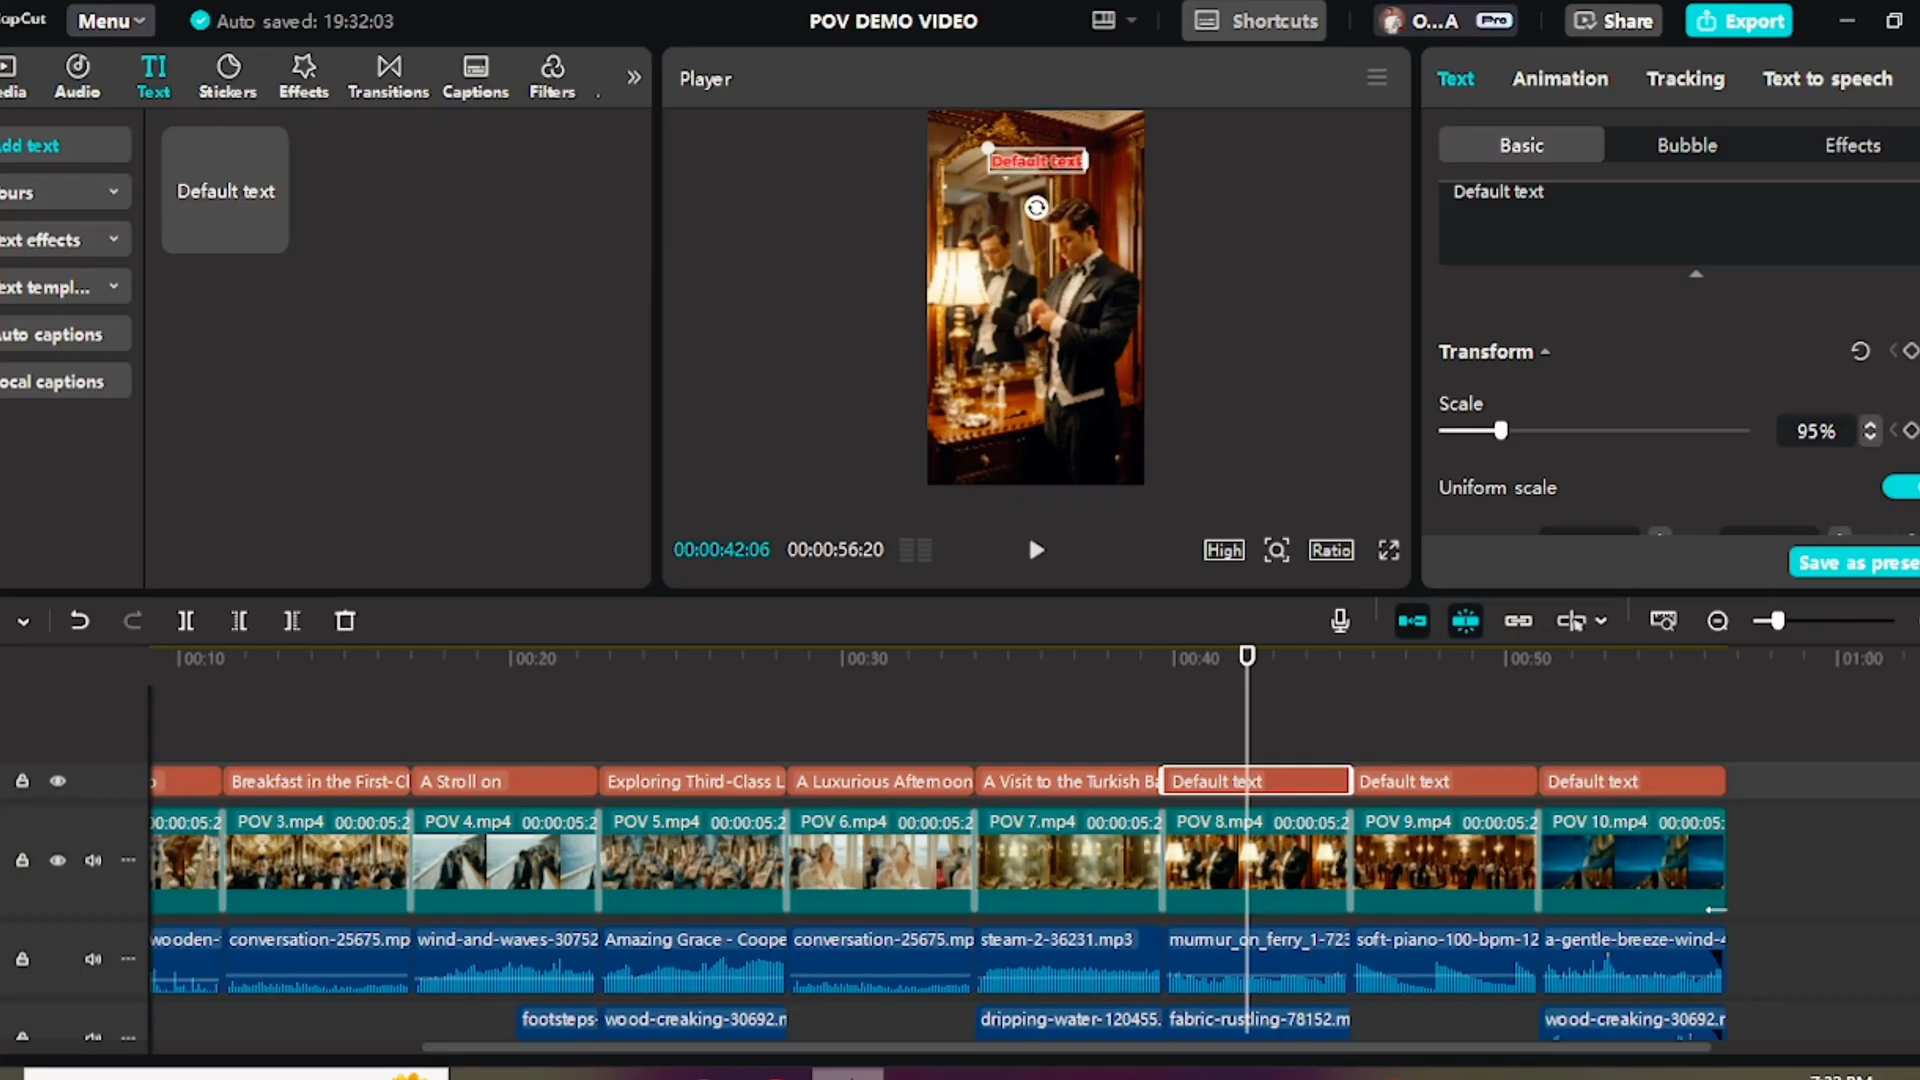 apCut Menu Auto saved: 19:32:03 POV DEMO VIDEO Shortcuts O...A Pro Share Export
edia Audio Text Stickers Effects Transitions Captions Filters
Player
Text Animation Tracking Text to speech
Basic Bubble Effects
dd text
ours
ext effects
ext templ...
uto captions
ocal captions
Default text
Default text
Default text
Transform
Scale
95%
Uniform scale
Save as prese
00:00:42:06 00:00:56:20 High Ratio
00:10 00:20 00:30 00:40 00:50 01:00
Breakfast in the First-Cl A Stroll on Exploring Third-Class L A Luxurious Afternoon A Visit to the Turkish Ba Default text Default text Default text
00:00:05:2 POV 3.mp4 00:00:05:2 POV 4.mp4 00:00:05:2 POV 5.mp4 00:00:05:2 POV 6.mp4 00:00:05:2 POV 7.mp4 00:00:05:2 POV 8.mp4 00:00:05:2 POV 9.mp4 00:00:05:2 POV 10.mp4 00:00:05:
wooden- conversation-25675.mp wind-and-waves-30752 Amazing Grace - Coope conversation-25675.mp steam-2-36231.mp3 murmur_on_ferry_1-723 soft-piano-100-bpm-12 a-gentle-breeze-wind-4
footsteps- wood-creaking-30692.m dripping-water-120455. fabric-rustling-78152.m wood-creaking-30692.r